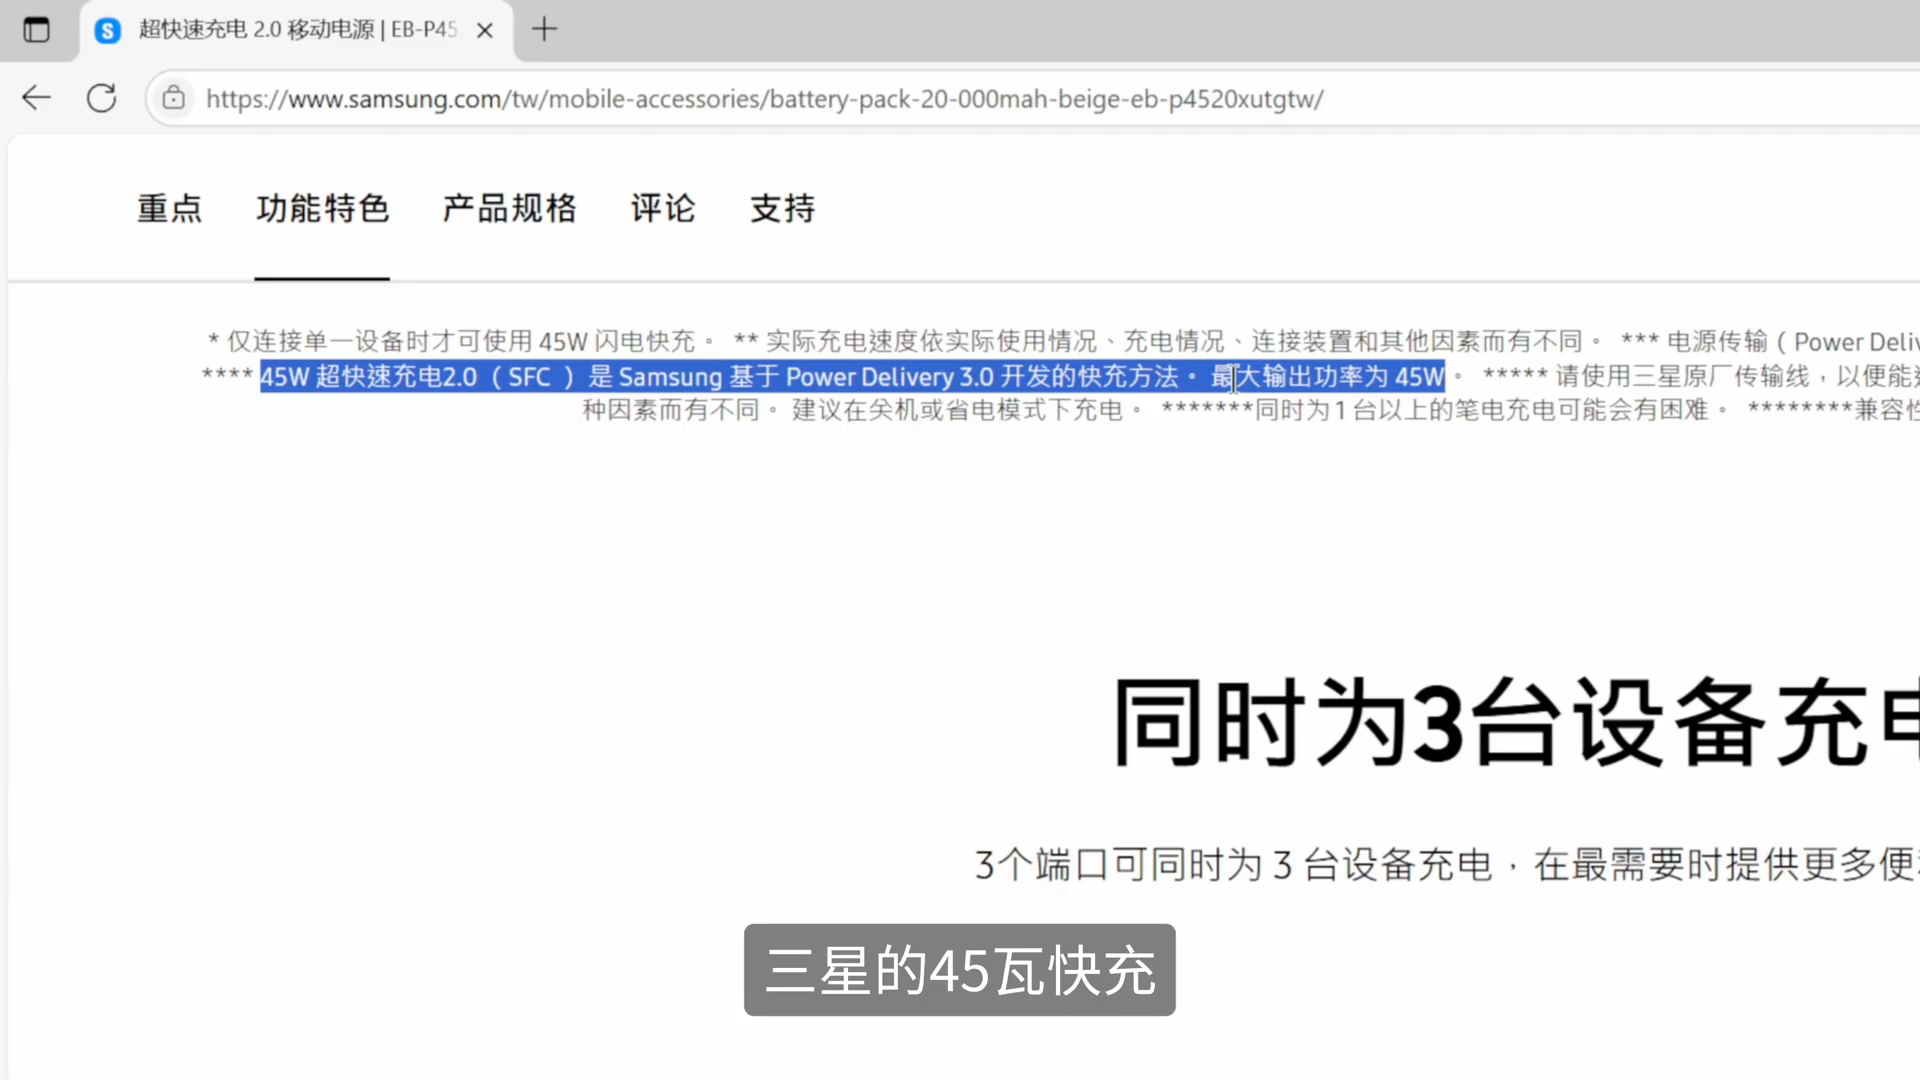 超快速充电 2.0 移动电源 | EB-P45
https://www.samsung.com/tw/mobile-accessories/battery-pack-20-000mah-beige-eb-p4520xutgtw/
重点 功能特色 产品规格 评论 支持
* 仅连接单一设备时才可使用 45W 闪电快充。 ** 实际充电速度依实际使用情况、充电情况、连接装置和其他因素而有不同。 *** 电源传输 ( Power Deliv
**** 45W 超快速充电2.0 ( SFC ) 是 Samsung 基于 Power Delivery 3.0 开发的快充方法。 最大输出功率为 45W。 ***** 请使用三星原厂传输线，以便能
种因素而有不同。 建议在关机或省电模式下充电。 *******同时为 1 台以上的笔电充电可能会有困难。 ********兼容性
同时为3台设备充电
3个端口可同时为 3 台设备充电，在最需要时提供更多便
三星的45瓦快充